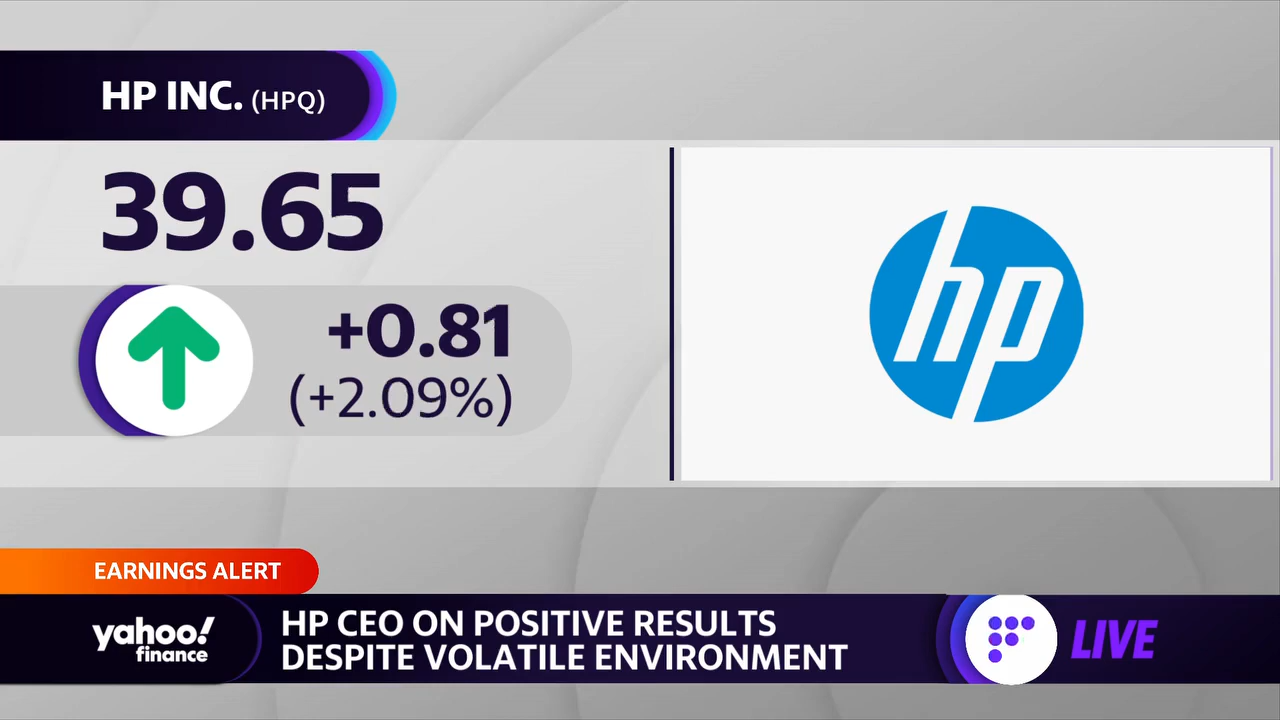 HP INC. (HPQ)
39.65
+0.81
(+2.09%)
hp
EARNINGS ALERT
yahoo!
finance
HP CEO ON POSITIVE RESULTS
DESPITE VOLATILE ENVIRONMENT
LIVE